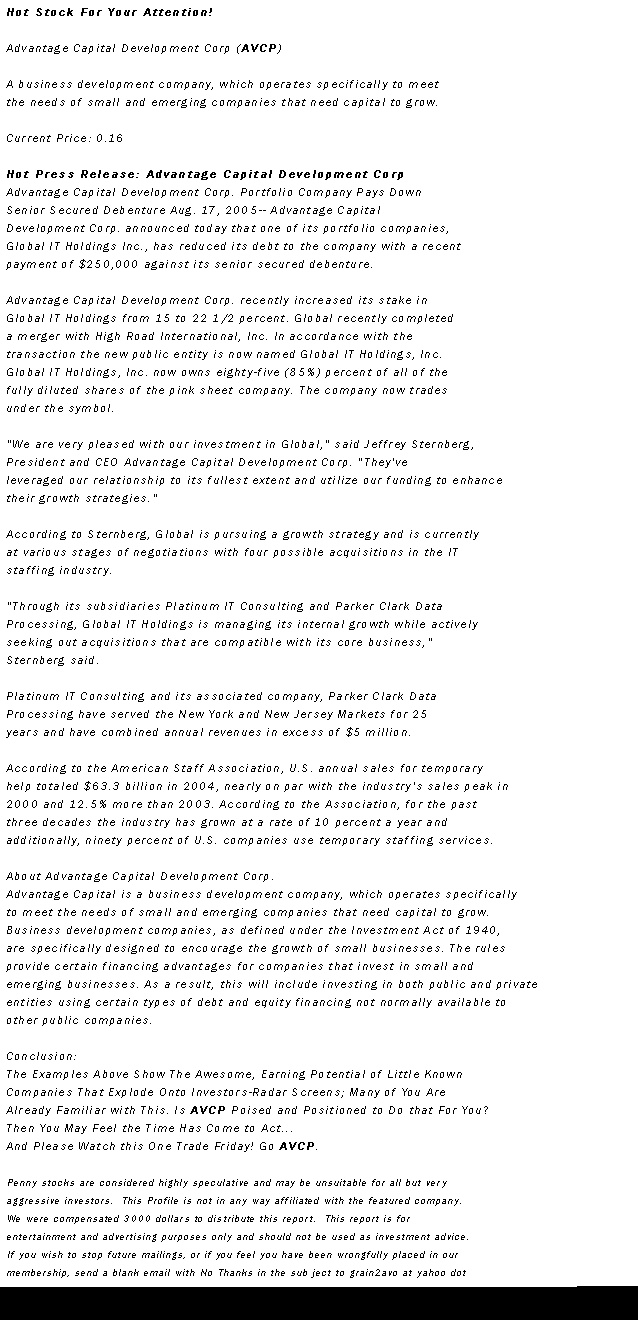 Hot Stock For Your Attention!
Advantage Capital Development Corp (AVCP)
A business development company, which operates specifically to meet
the needs of small and emerging companies that need capital to grow.
Current Price: 0.16
Hot Press Release: Advantage Capital Development Corp
Advantage Capital Development Corp. Portfolio Company Pays Down
Senior Secured Debenture Aug. 17, 2005-- Advantage Capital
Development Corp. announced today that one of its portfolio companies,
Global IT Holdings Inc., has reduced its debt to the company with a recent
payment of $250,000 against its senior secured debenture.
Advantage Capital Development Corp. recently increased its stake in
Global IT Holdings from 15 to 22 1/2 percent. Global recently completed
a merger with High Road International, Inc. In accordance with the
transaction the new public entity is now named Global IT Holdings, Inc.
Global IT Holdings, Inc. now owns eighty-five (85%) percent of all of the
fully diluted shares of the pink sheet company. The company now trades
under the symbol.
"We are very pleased with our investment in Global," said Jeffrey Sternberg,
President and CEO Advantage Capital Development Corp. "They've
leveraged our relationship to its fullest extent and utilize our funding to enhance
their growth strategies."
According to Sternberg, Global is pursuing a growth strategy and is currently
at various stages of negotiations with four possible acquisitions in the IT
staffing industry.
"Through its subsidiaries Platinum IT Consulting and Parker Clark Data
Processing, Global IT Holdings is managing its internal growth while actively
seeking out acquisitions that are compatible with its core business,"
Sternberg said.
Platinum IT Consulting and its associated company, Parker Clark Data
Processing have served the New York and New Jersey Markets for 25
years and have combined annual revenues in excess of $5 million.
According to the American Staff Association, U.S. annual sales for temporary
help totaled $63.3 billion in 2004, nearly on par with the industry's sales peak in
2000 and 12.5% more than 2003. According to the Association, for the past
three decades the industry has grown at a rate of 10 percent a year and
additionally, ninety percent of U.S. companies use temporary staffing services.
About Advantage Capital Development Corp.
Advantage Capital is a business development company, which operates specifically
to meet the needs of small and emerging companies that need capital to grow.
Business development companies, as defined under the Investment Act of 1940,
are specifically designed to encourage the growth of small businesses. The rules
provide certain financing advantages for companies that invest in small and
emerging businesses. As a result, this will include investing in both public and private
entities using certain types of debt and equity financing not normally available to
other public companies.
Conclusion:
The Examples Above Show The Awesome, Earning Potential of Little Known
Companies That Explode Onto Investors-Radar Screens; Many of You Are
Already Familiar with This. Is AVCP Poised and Positioned to Do that For You?
Then You May Feel the Time Has Come to Act...
And Please Watch this One Trade Friday! Go AVCP.
Penny stocks are considered highly speculative and may be unsuitable for all but very
aggressive investors. This Profile is not in any way affiliated with the featured company.
We were compensated 3000 dollars to distribute this report. This report is for
entertainment and advertising purposes only and should not be used as investment advice.
If you wish to stop future mailings, or if you feel you have been wrongfully placed in our
membership, send a blank email with No Thanks in the sub ject to grain2avo at yahoo dot